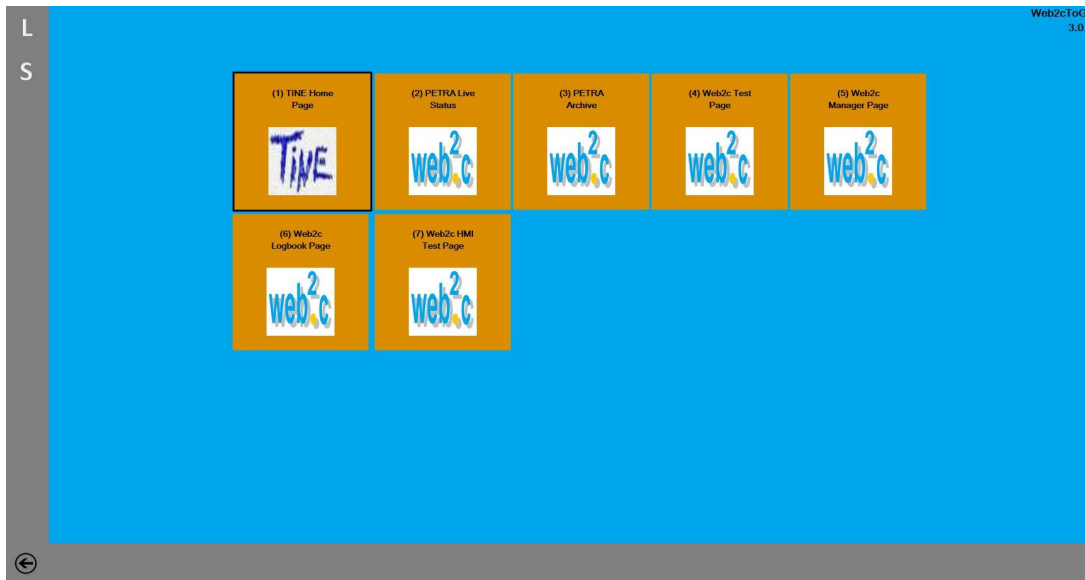 Web2cToG
3.0
L
S
(1) TINE Home
Page
(2) PETRA Live
Status
(3) PETRA
Archive
(4) Web2c Test
Page
(5) Web2c
Manager Page
TINE
web2c
web2c
web2c
web2c
(6) Web2c
Logbook Page
(7) Web2c HMI
Test Page
web2c
web2c